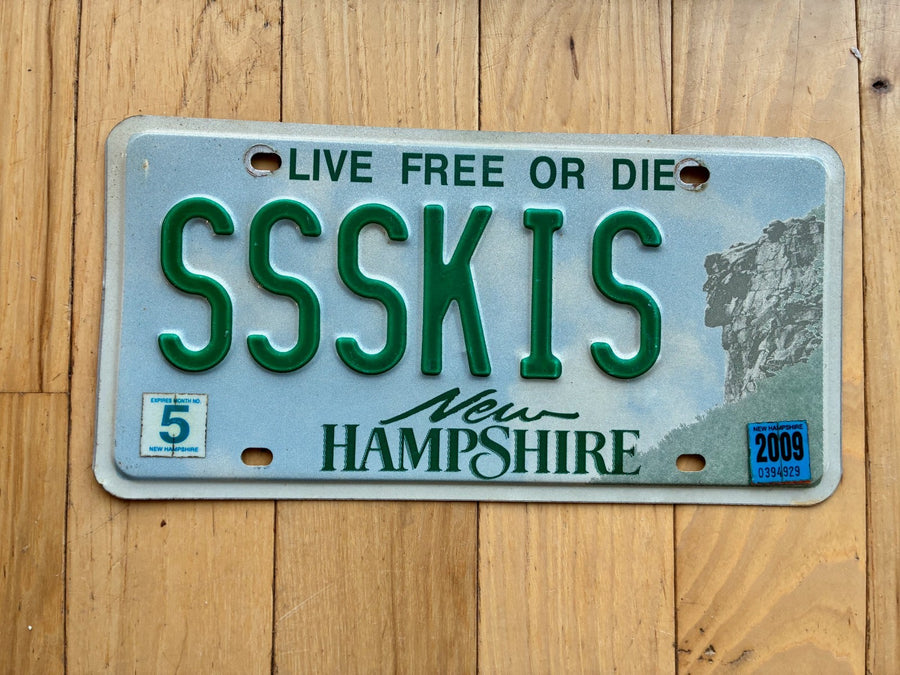 LIVE FREE OR DIE
SSSKIS
EXPIRES MONTH NO.
5
NEW HAMPSHIRE
New
HAMPSHIRE
NEW HAMPSHIRE
2009
0394929